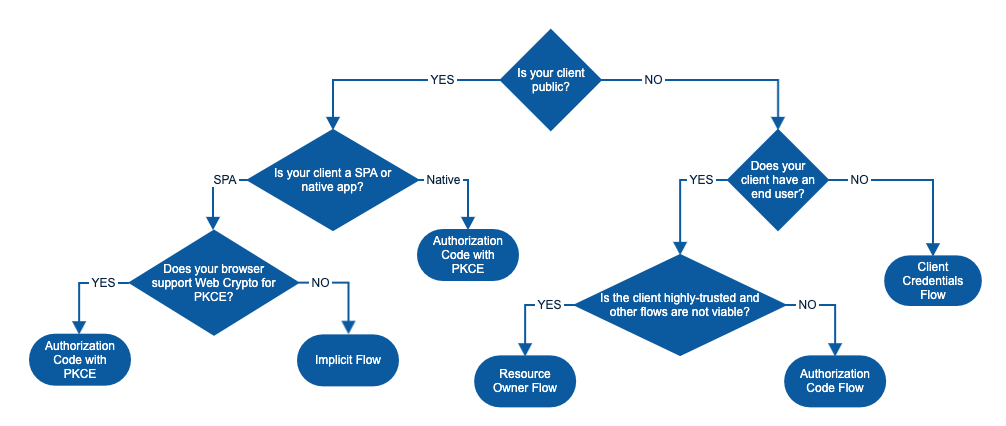 Is your client
public?
YES
NO
Is your client a SPA or
native app?
Does your
client have an
end user?
SPA
Native
YES
NO
Authorization
Code with
PKCE
Does your browser
support Web Crypto for
PKCE?
Client
Credentials
Flow
YES
NO
Is the client highly-trusted and
other flows are not viable?
YES
NO
Authorization
Code with
PKCE
Implicit Flow
Resource
Owner Flow
Authorization
Code Flow